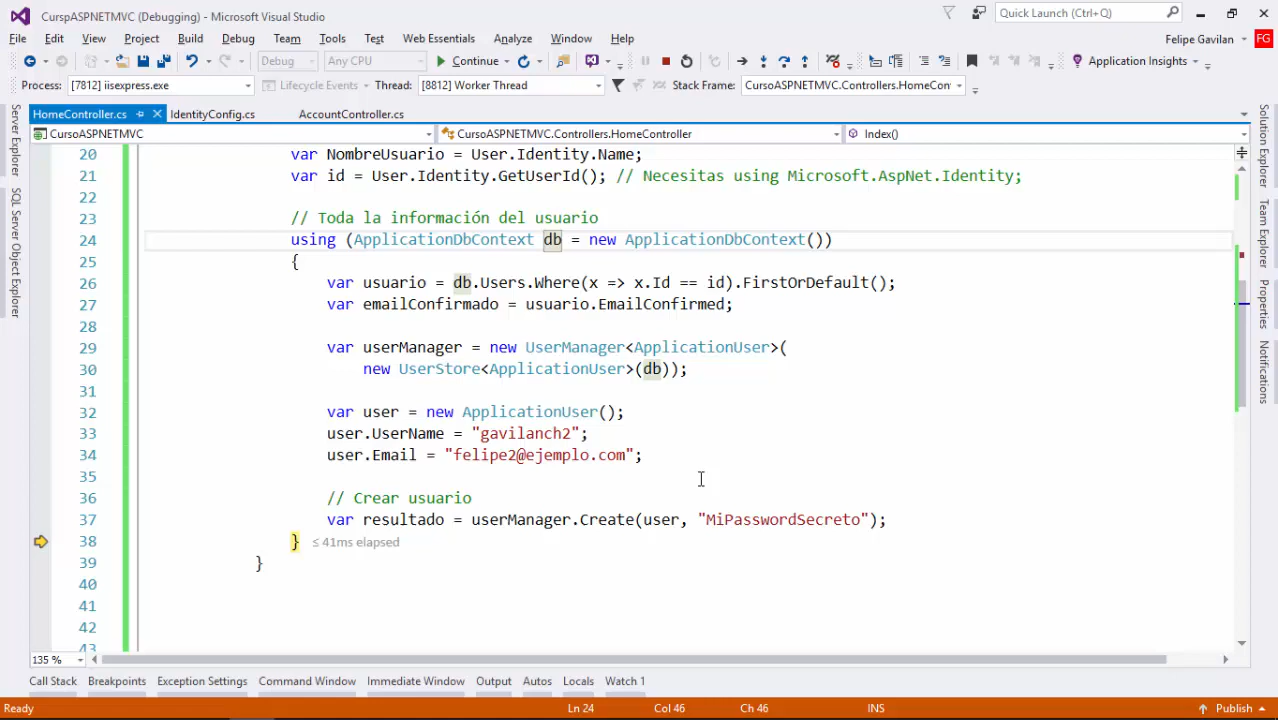 CurspASPNETMVC (Debugging) - Microsoft Visual Studio
Quick Launch (Ctrl+Q)
File Edit View Project Build Debug Team Tools Test Web Essentials Analyze Window Help
Felipe Gavilan FG
Debug Any CPU Continue Application Insights
Process: [7812] iisexpress.exe Lifecycle Events Thread: [8812] Worker Thread Stack Frame: CursoASPNETMVC.Controllers.HomeCont
HomeController.cs IdentityConfig.cs AccountController.cs
CursoASPNETMVC CursoASPNETMVC.Controllers.HomeController Index()
Server Explorer
SQL Server Object Explorer
20 var NombreUsuario = User.Identity.Name;
21 var id = User.Identity.GetUserId(); // Necesitas using Microsoft.AspNet.Identity;
22
23 // Toda la información del usuario
24 using (ApplicationDbContext db = new ApplicationDbContext())
25 {
26 var usuario = db.Users.Where(x => x.Id == id).FirstOrDefault();
27 var emailConfirmado = usuario.EmailConfirmed;
28
29 var userManager = new UserManager<ApplicationUser>(
30 new UserStore<ApplicationUser>(db));
31
32 var user = new ApplicationUser();
33 user.UserName = "gavilanch2";
34 user.Email = "felipe2@ejemplo.com";
35
36 // Crear usuario
37 var resultado = userManager.Create(user, "MiPasswordSecreto");
38 } ≤ 41ms elapsed
39 }
40
41
42
43
Solution Explorer
Team Explorer
Properties
Notifications
135 %
Call Stack Breakpoints Exception Settings Command Window Immediate Window Output Autos Locals Watch 1
Ready Ln 24 Col 46 Ch 46 INS Publish